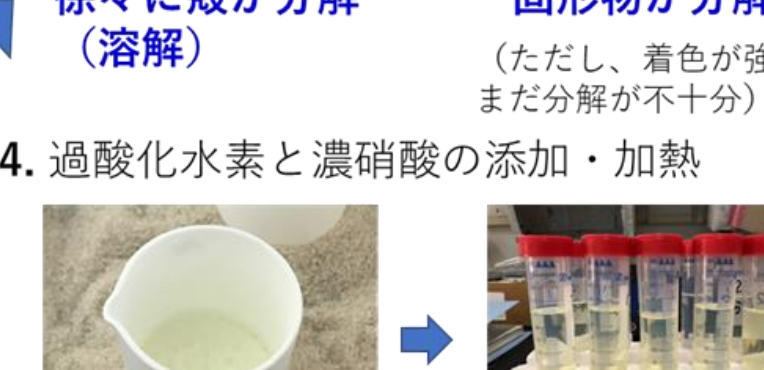 徐々に殻が分解
（溶解）
固形物が分解
（ただし、着色が強
まだ分解が不十分）
4. 過酸化水素と濃硝酸の添加・加熱